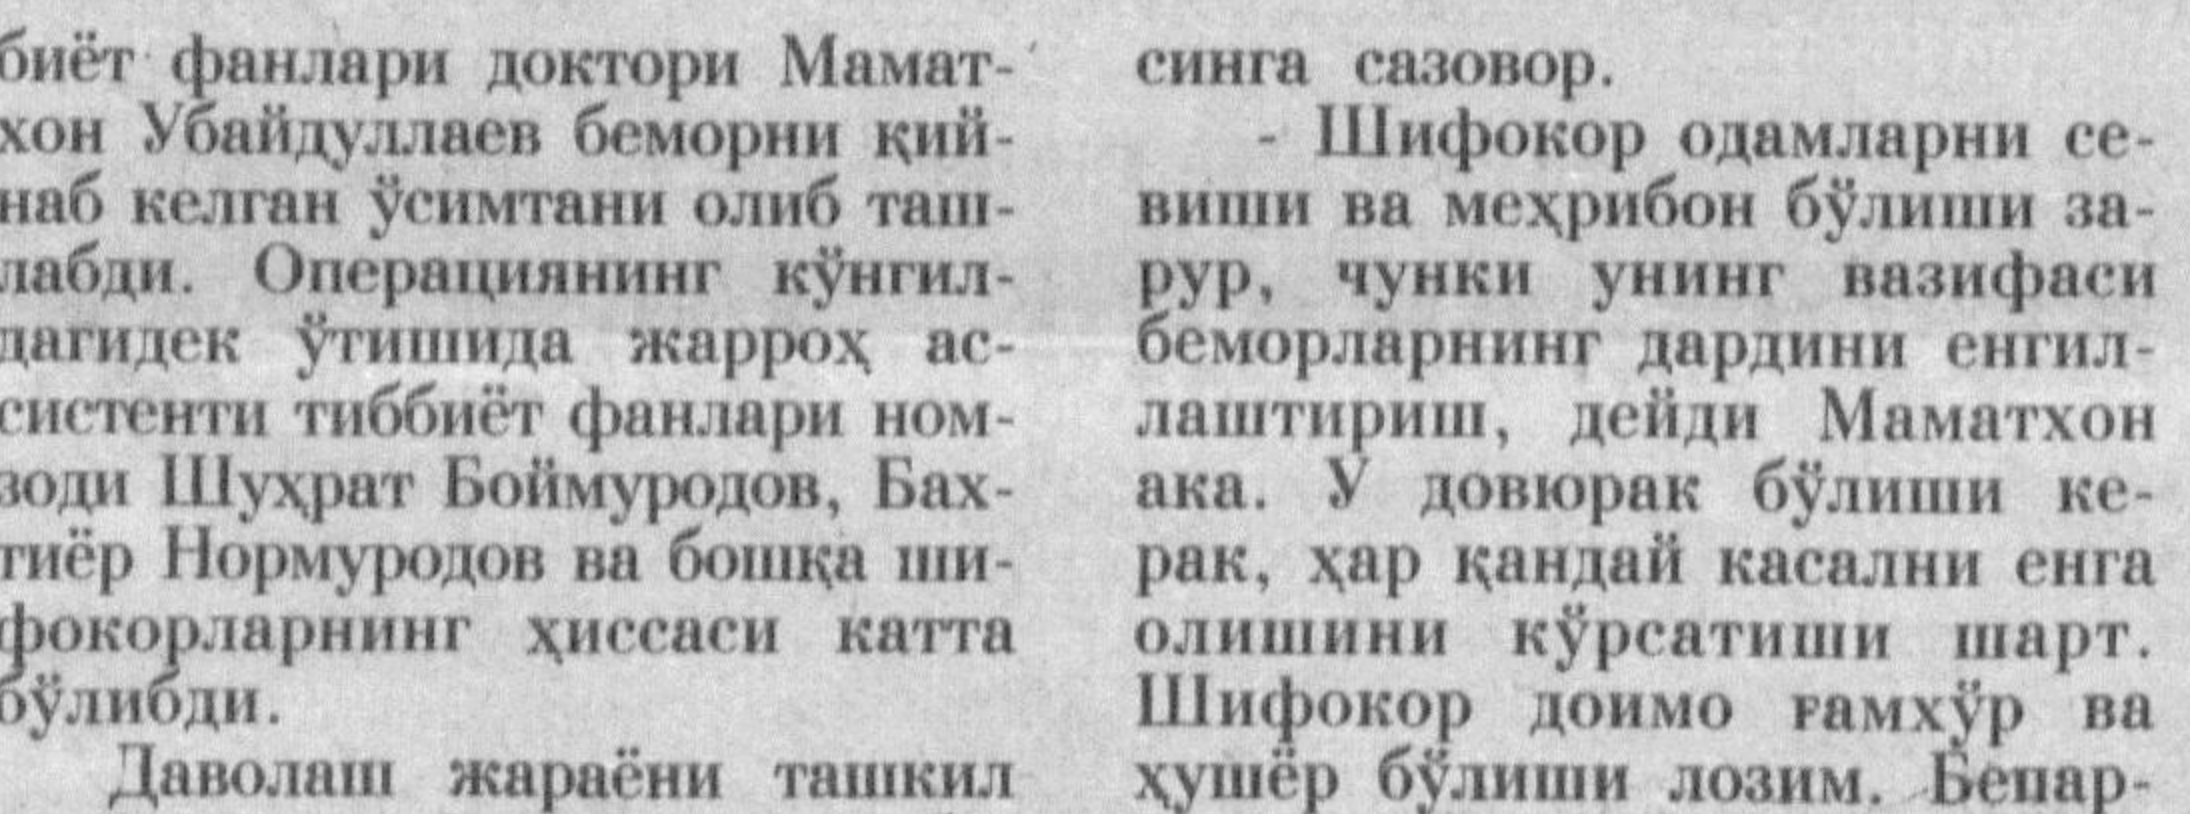 биёт фанлари доктори Мамат-
хон Убайдуллаев беморни қий-
наб келган ўсимтани олиб таш-
лабди. Операциянинг кўнгил-
дагидек ўтишида жарроҳ ас-
систенти тиббиёт фанлари ном-
зоди Шуҳрат Боймуродов, Бах-
тиёр Нормуродов ва бошқа ши-
фокорларнинг ҳиссаси катта
бўлибди.
Даволаш жараёни ташкил
синга сазовор.
- Шифокор одамларни се-
виши ва меҳрибон бўлиши за-
рур, чунки унинг вазифаси
беморларнинг дардини енгил-
лаштириш, дейди Маматхон
ака. У довюрак бўлиши ке-
рак, ҳар қандай касални енга
олишини кўрсатиши шарт.
Шифокор доимо ғамхўр ва
ҳушёр бўлиши лозим. Бепар-